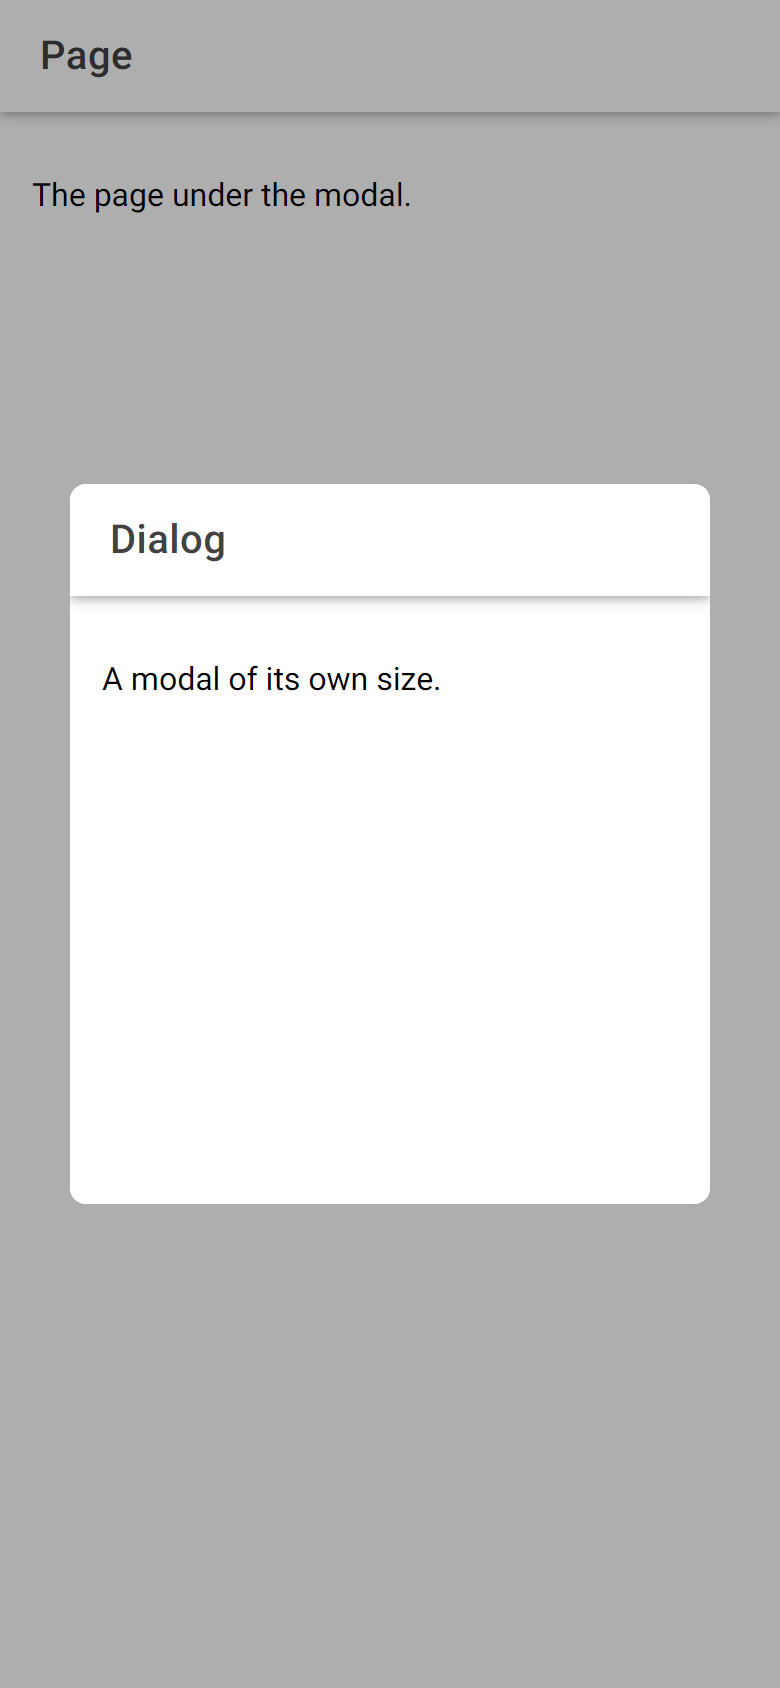 Page
The page under the modal.
Dialog
A modal of its own size.